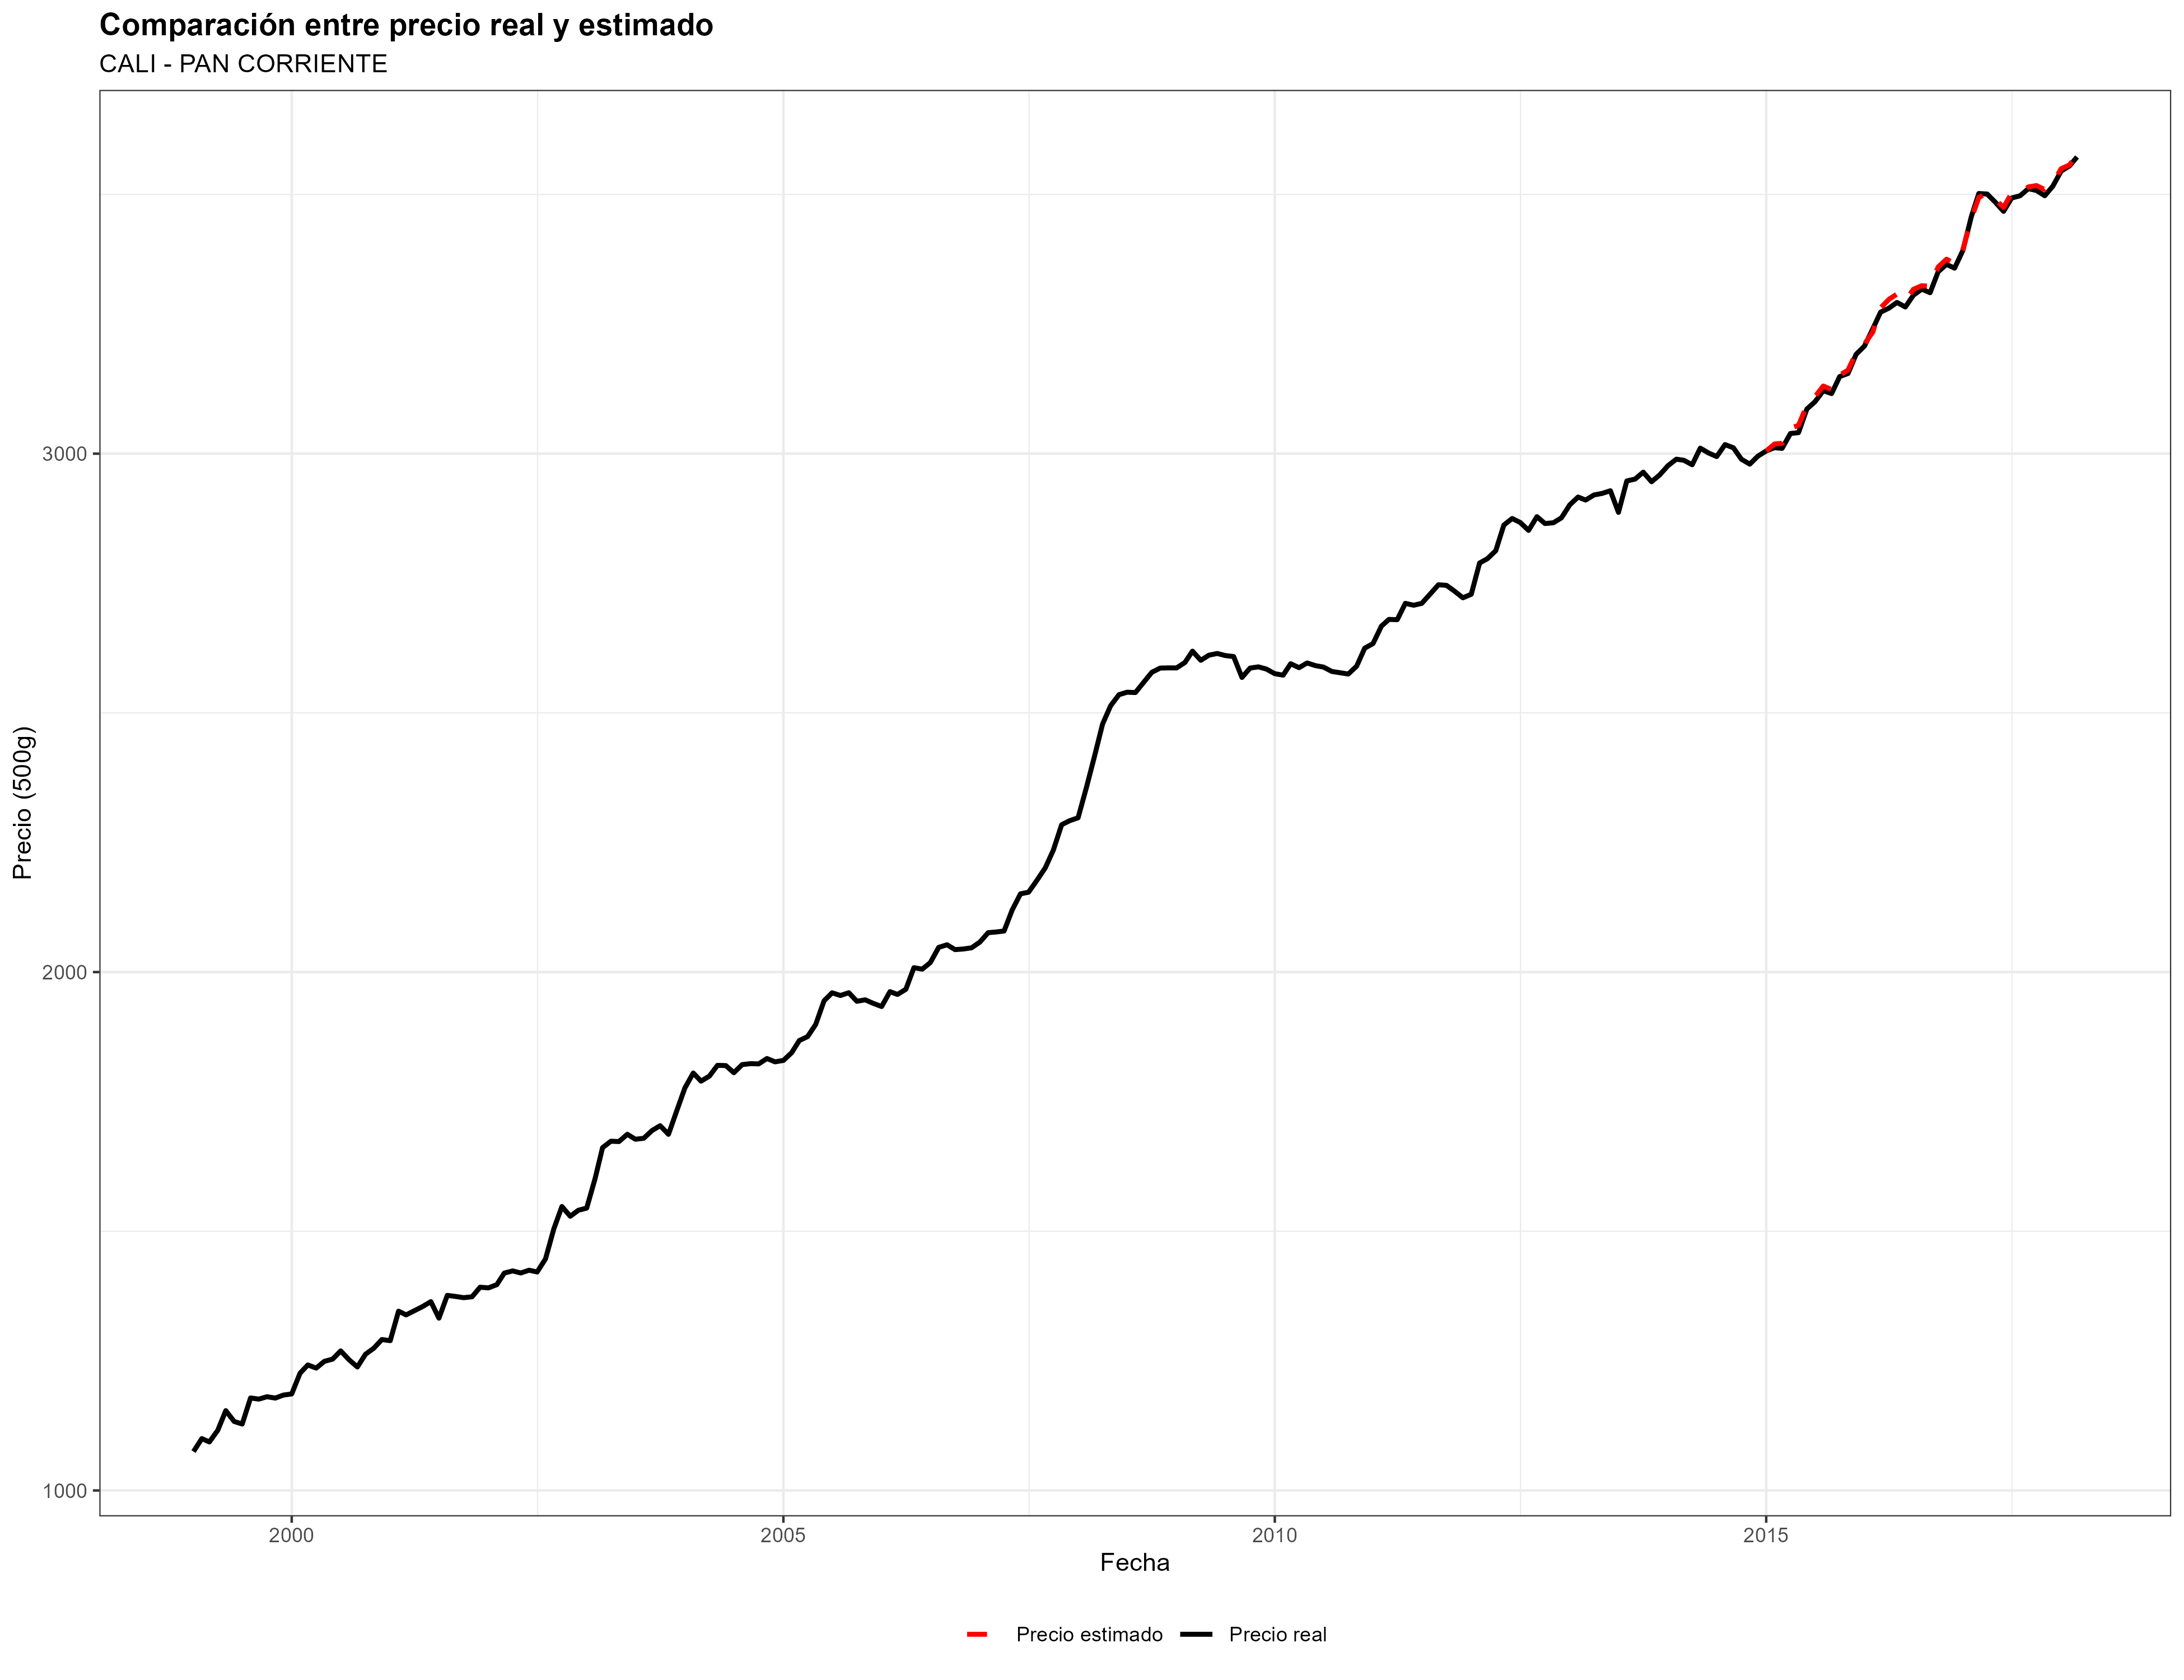 Comparación entre precio real y estimado
CALI - PAN CORRIENTE
Precio (500g)
3000
2000
1000
2000 2005 2010 2015
Fecha
Precio estimado Precio real